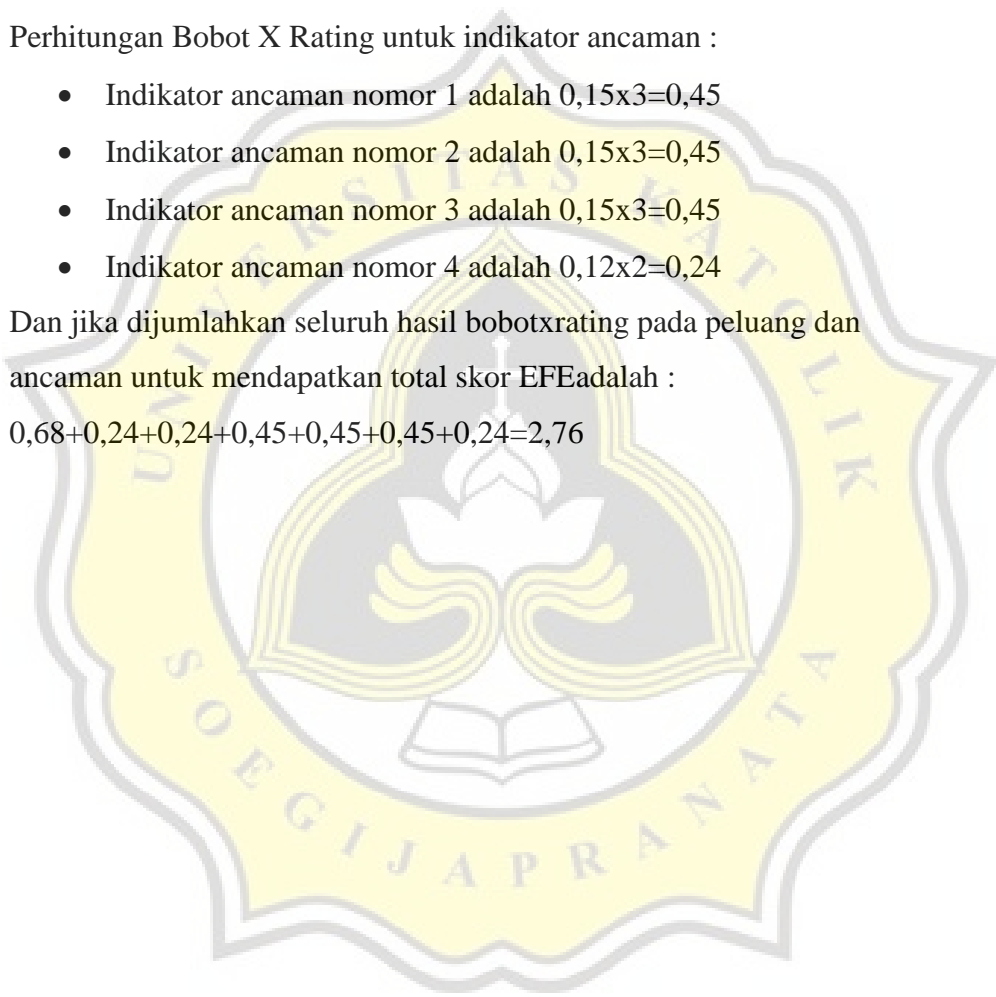 Perhitungan Bobot X Rating untuk indikator ancaman :
• Indikator ancaman nomor 1 adalah 0,15x3=0,45
• Indikator ancaman nomor 2 adalah 0,15x3=0,45
• Indikator ancaman nomor 3 adalah 0,15x3=0,45
• Indikator ancaman nomor 4 adalah 0,12x2=0,24
Dan jika dijumlahkan seluruh hasil bobotxrating pada peluang dan
ancaman untuk mendapatkan total skor EFEadalah :
0,68+0,24+0,24+0,45+0,45+0,45+0,24=2,76
UNIVERSITAS KATOLIK
SOEGIJAPRANATA